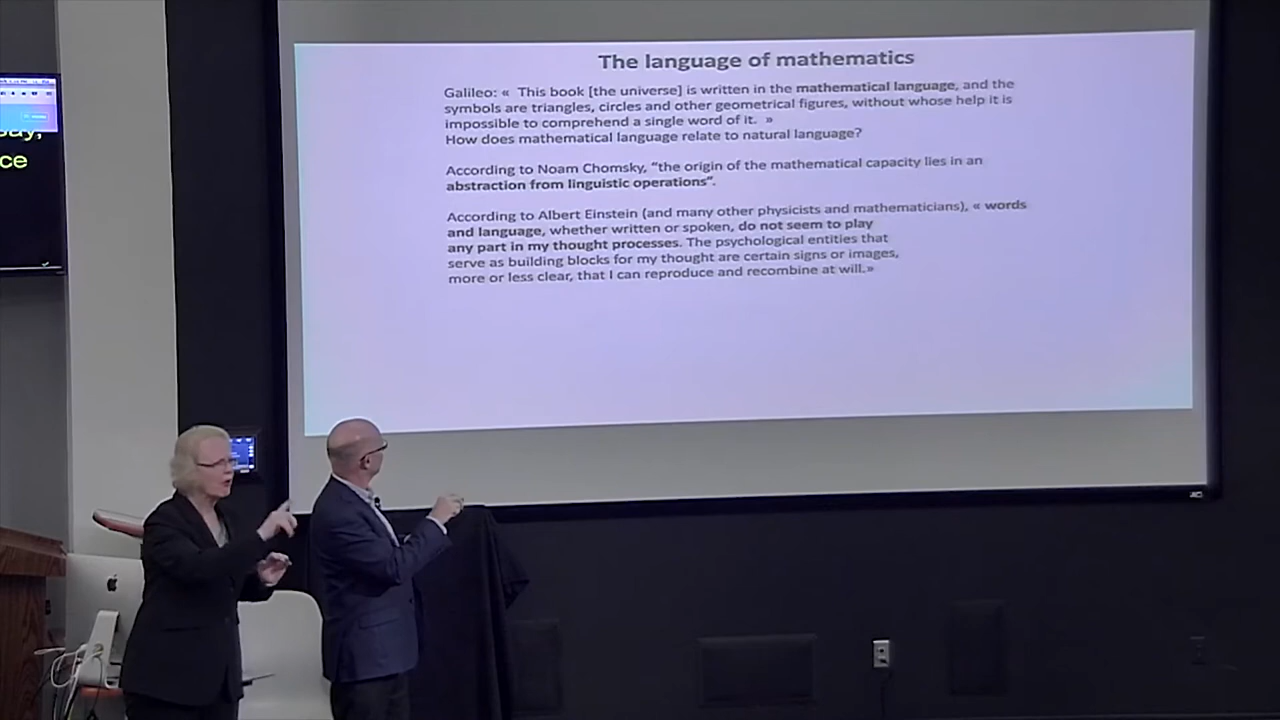 The language of mathematics
Galileo: «  This book [the universe] is written in the mathematical language, and the
symbols are triangles, circles and other geometrical figures, without whose help it is
impossible to comprehend a single word of it.  »
How does mathematical language relate to natural language?
According to Noam Chomsky, “the origin of the mathematical capacity lies in an
abstraction from linguistic operations”.
According to Albert Einstein (and many other physicists and mathematicians), « words
and language, whether written or spoken, do not seem to play
any part in my thought processes. The psychological entities that
serve as building blocks for my thought are certain signs or images,
more or less clear, that I can reproduce and recombine at will.»